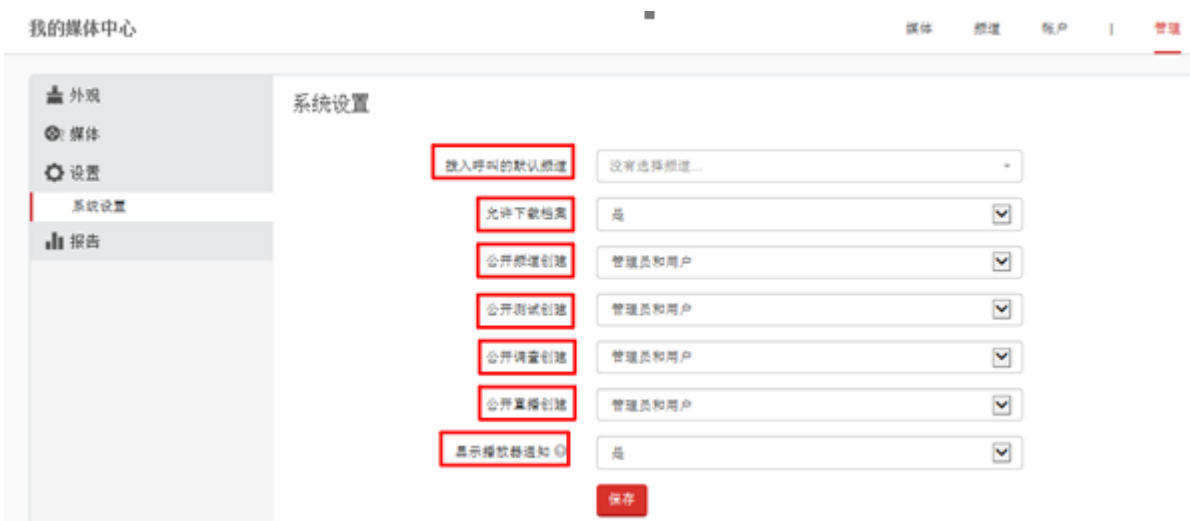 我的媒体中心
媒体 频道 帐户 | 管理
外观
媒体
设置
系统设置
报告
系统设置
拨入呼叫的默认频道 没有选择频道...
允许下载档案 是
公开频道创建 管理员和用户
公开测试创建 管理员和用户
公开调查创建 管理员和用户
公开直播创建 管理员和用户
显示播放器通知 是
保存